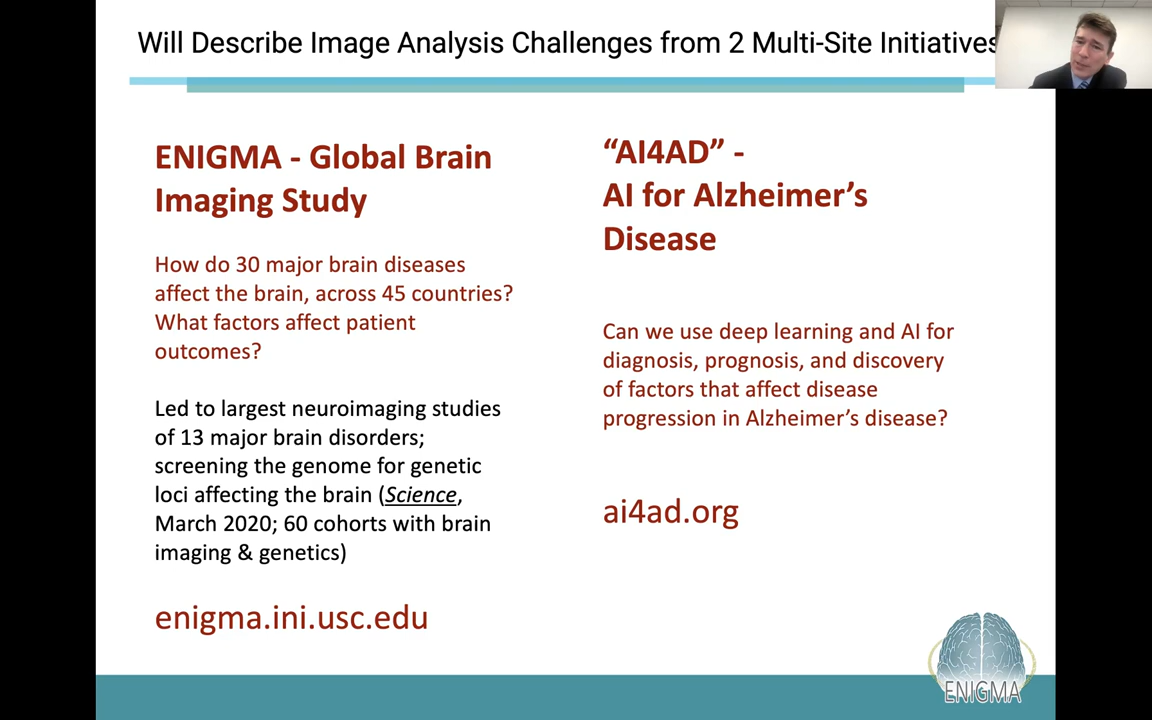 Will Describe Image Analysis Challenges from 2 Multi-Site Initiatives
ENIGMA - Global Brain
Imaging Study
How do 30 major brain diseases
affect the brain, across 45 countries?
What factors affect patient
outcomes?
Led to largest neuroimaging studies
of 13 major brain disorders;
screening the genome for genetic
loci affecting the brain (Science,
March 2020; 60 cohorts with brain
imaging & genetics)
enigma.ini.usc.edu
“AI4AD” -
AI for Alzheimer’s
Disease
Can we use deep learning and AI for
diagnosis, prognosis, and discovery
of factors that affect disease
progression in Alzheimer’s disease?
ai4ad.org
ENIGMA